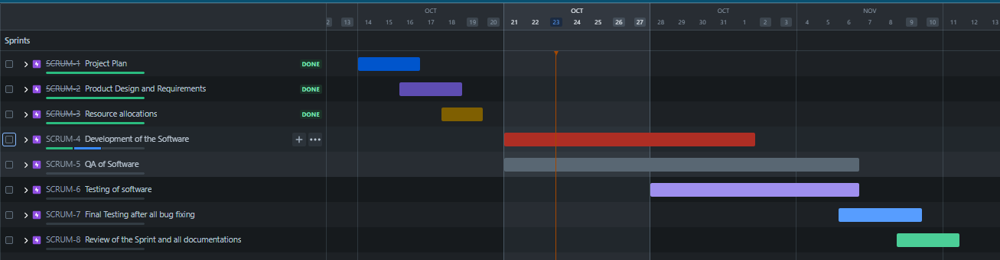 OCT OCT OCT NOV
2 13 14 15 16 17 18 19 20 21 22 23 24 25 26 27 28 29 30 31 1 2 3 4 5 6 7 8 9 10 11 12 13
Sprints
SCRUM-1 Project Plan DONE
SCRUM-2 Product Design and Requirements DONE
SCRUM-3 Resource allocations DONE
SCRUM-4 Development of the Software
SCRUM-5 QA of Software
SCRUM-6 Testing of software
SCRUM-7 Final Testing after all bug fixing
SCRUM-8 Review of the Sprint and all documentations